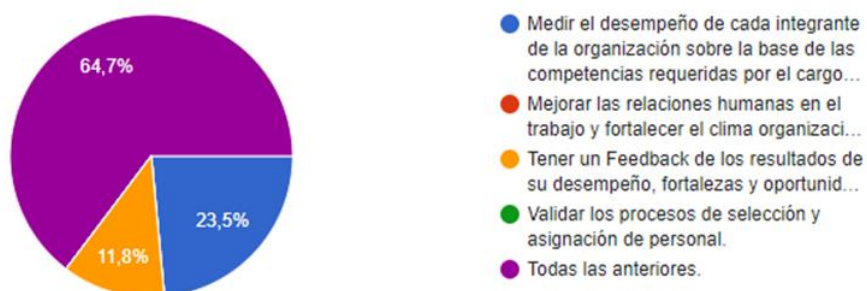 64,7%
23,5%
11,8%
Medir el desempeño de cada integrante
de la organización sobre la base de las
competencias requeridas por el cargo…
Mejorar las relaciones humanas en el
trabajo y fortalecer el clima organizaci…
Tener un Feedback de los resultados de
su desempeño, fortalezas y oportunid…
Validar los procesos de selección y
asignación de personal.
Todas las anteriores.